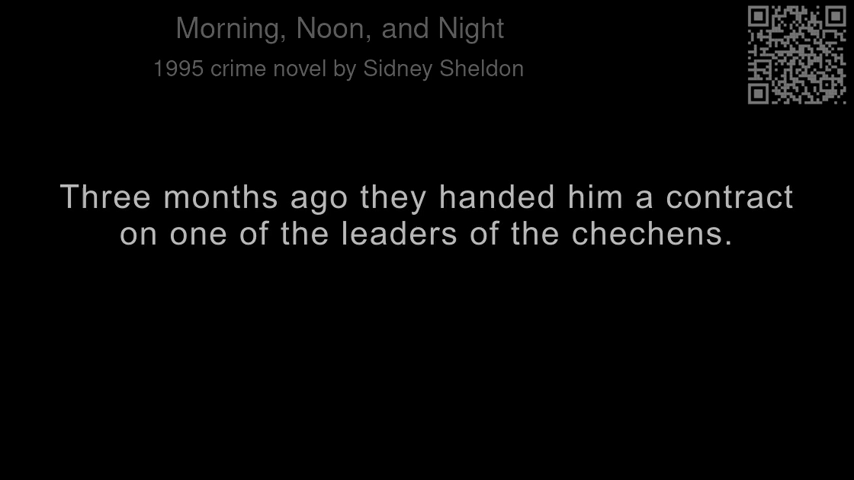 Morning, Noon, and Night
1995 crime novel by Sidney Sheldon
Three months ago they handed him a contract
on one of the leaders of the chechens.